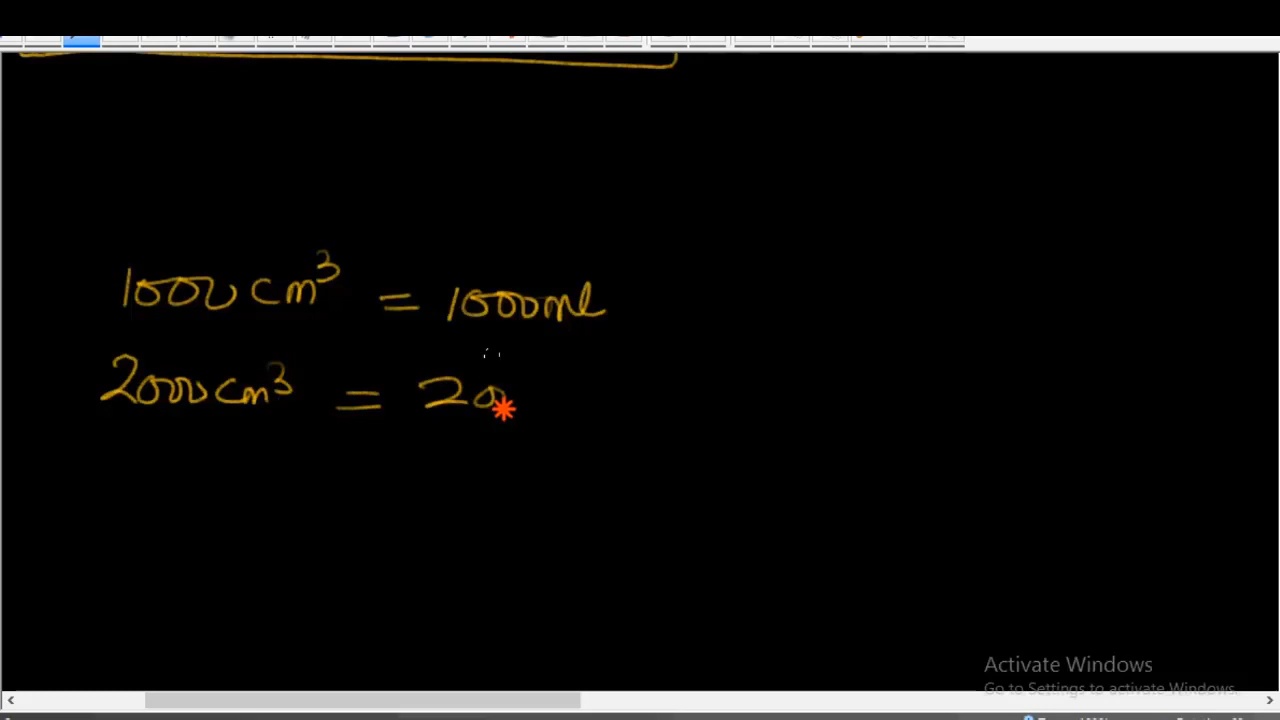 1000 cm³ = 1000ml
2000 cm³ = 20
Activate Windows
Go to Settings to activate Windows.